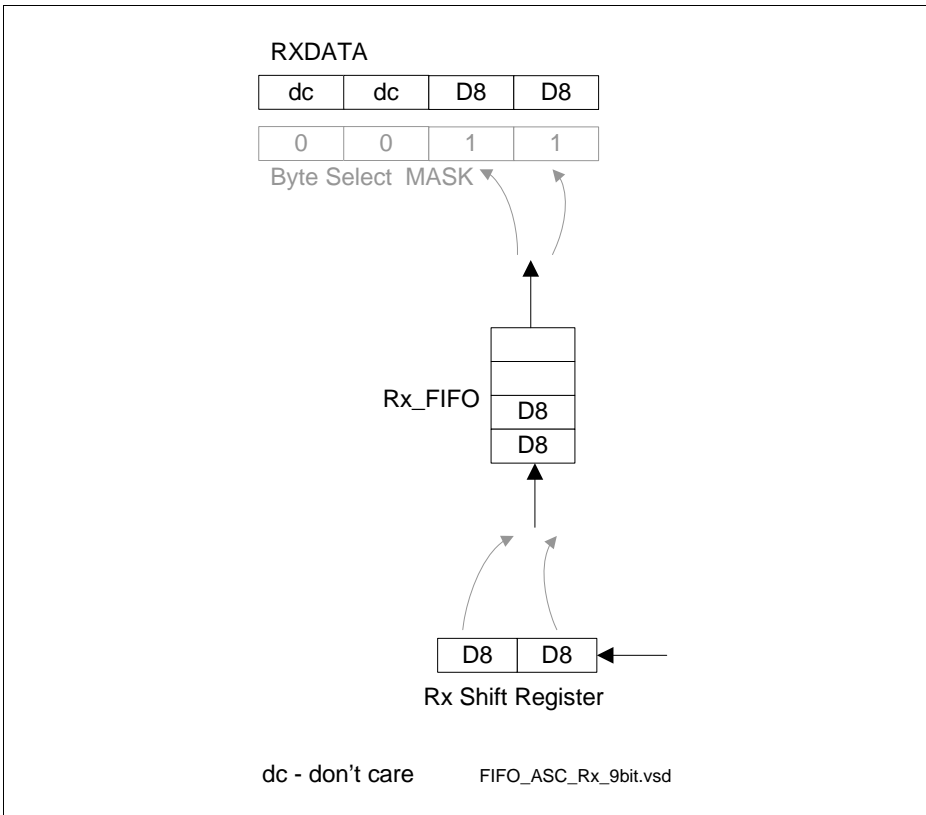 RXDATA
dc dc D8 D8
0 0 1 1
Byte Select MASK
Rx_FIFO
D8
D8
D8 D8
Rx Shift Register
dc - don't care FIFO_ASC_Rx_9bit.vsd